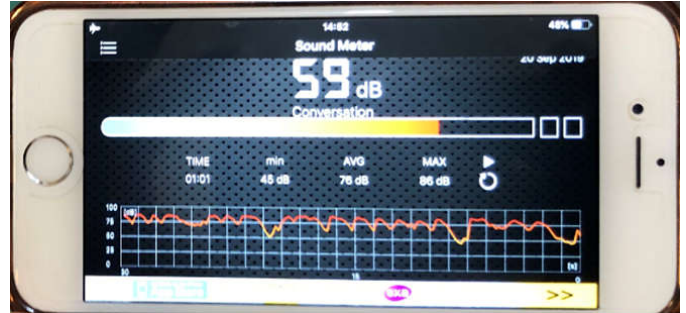 14:52 48%
Sound Meter
20 Sep 2019
59 dB
Conversation
TIME min AVG MAX
01:01 45 dB 76 dB 86 dB
100 [dB]
75
50
25
0 [s]
30 15 0
>>